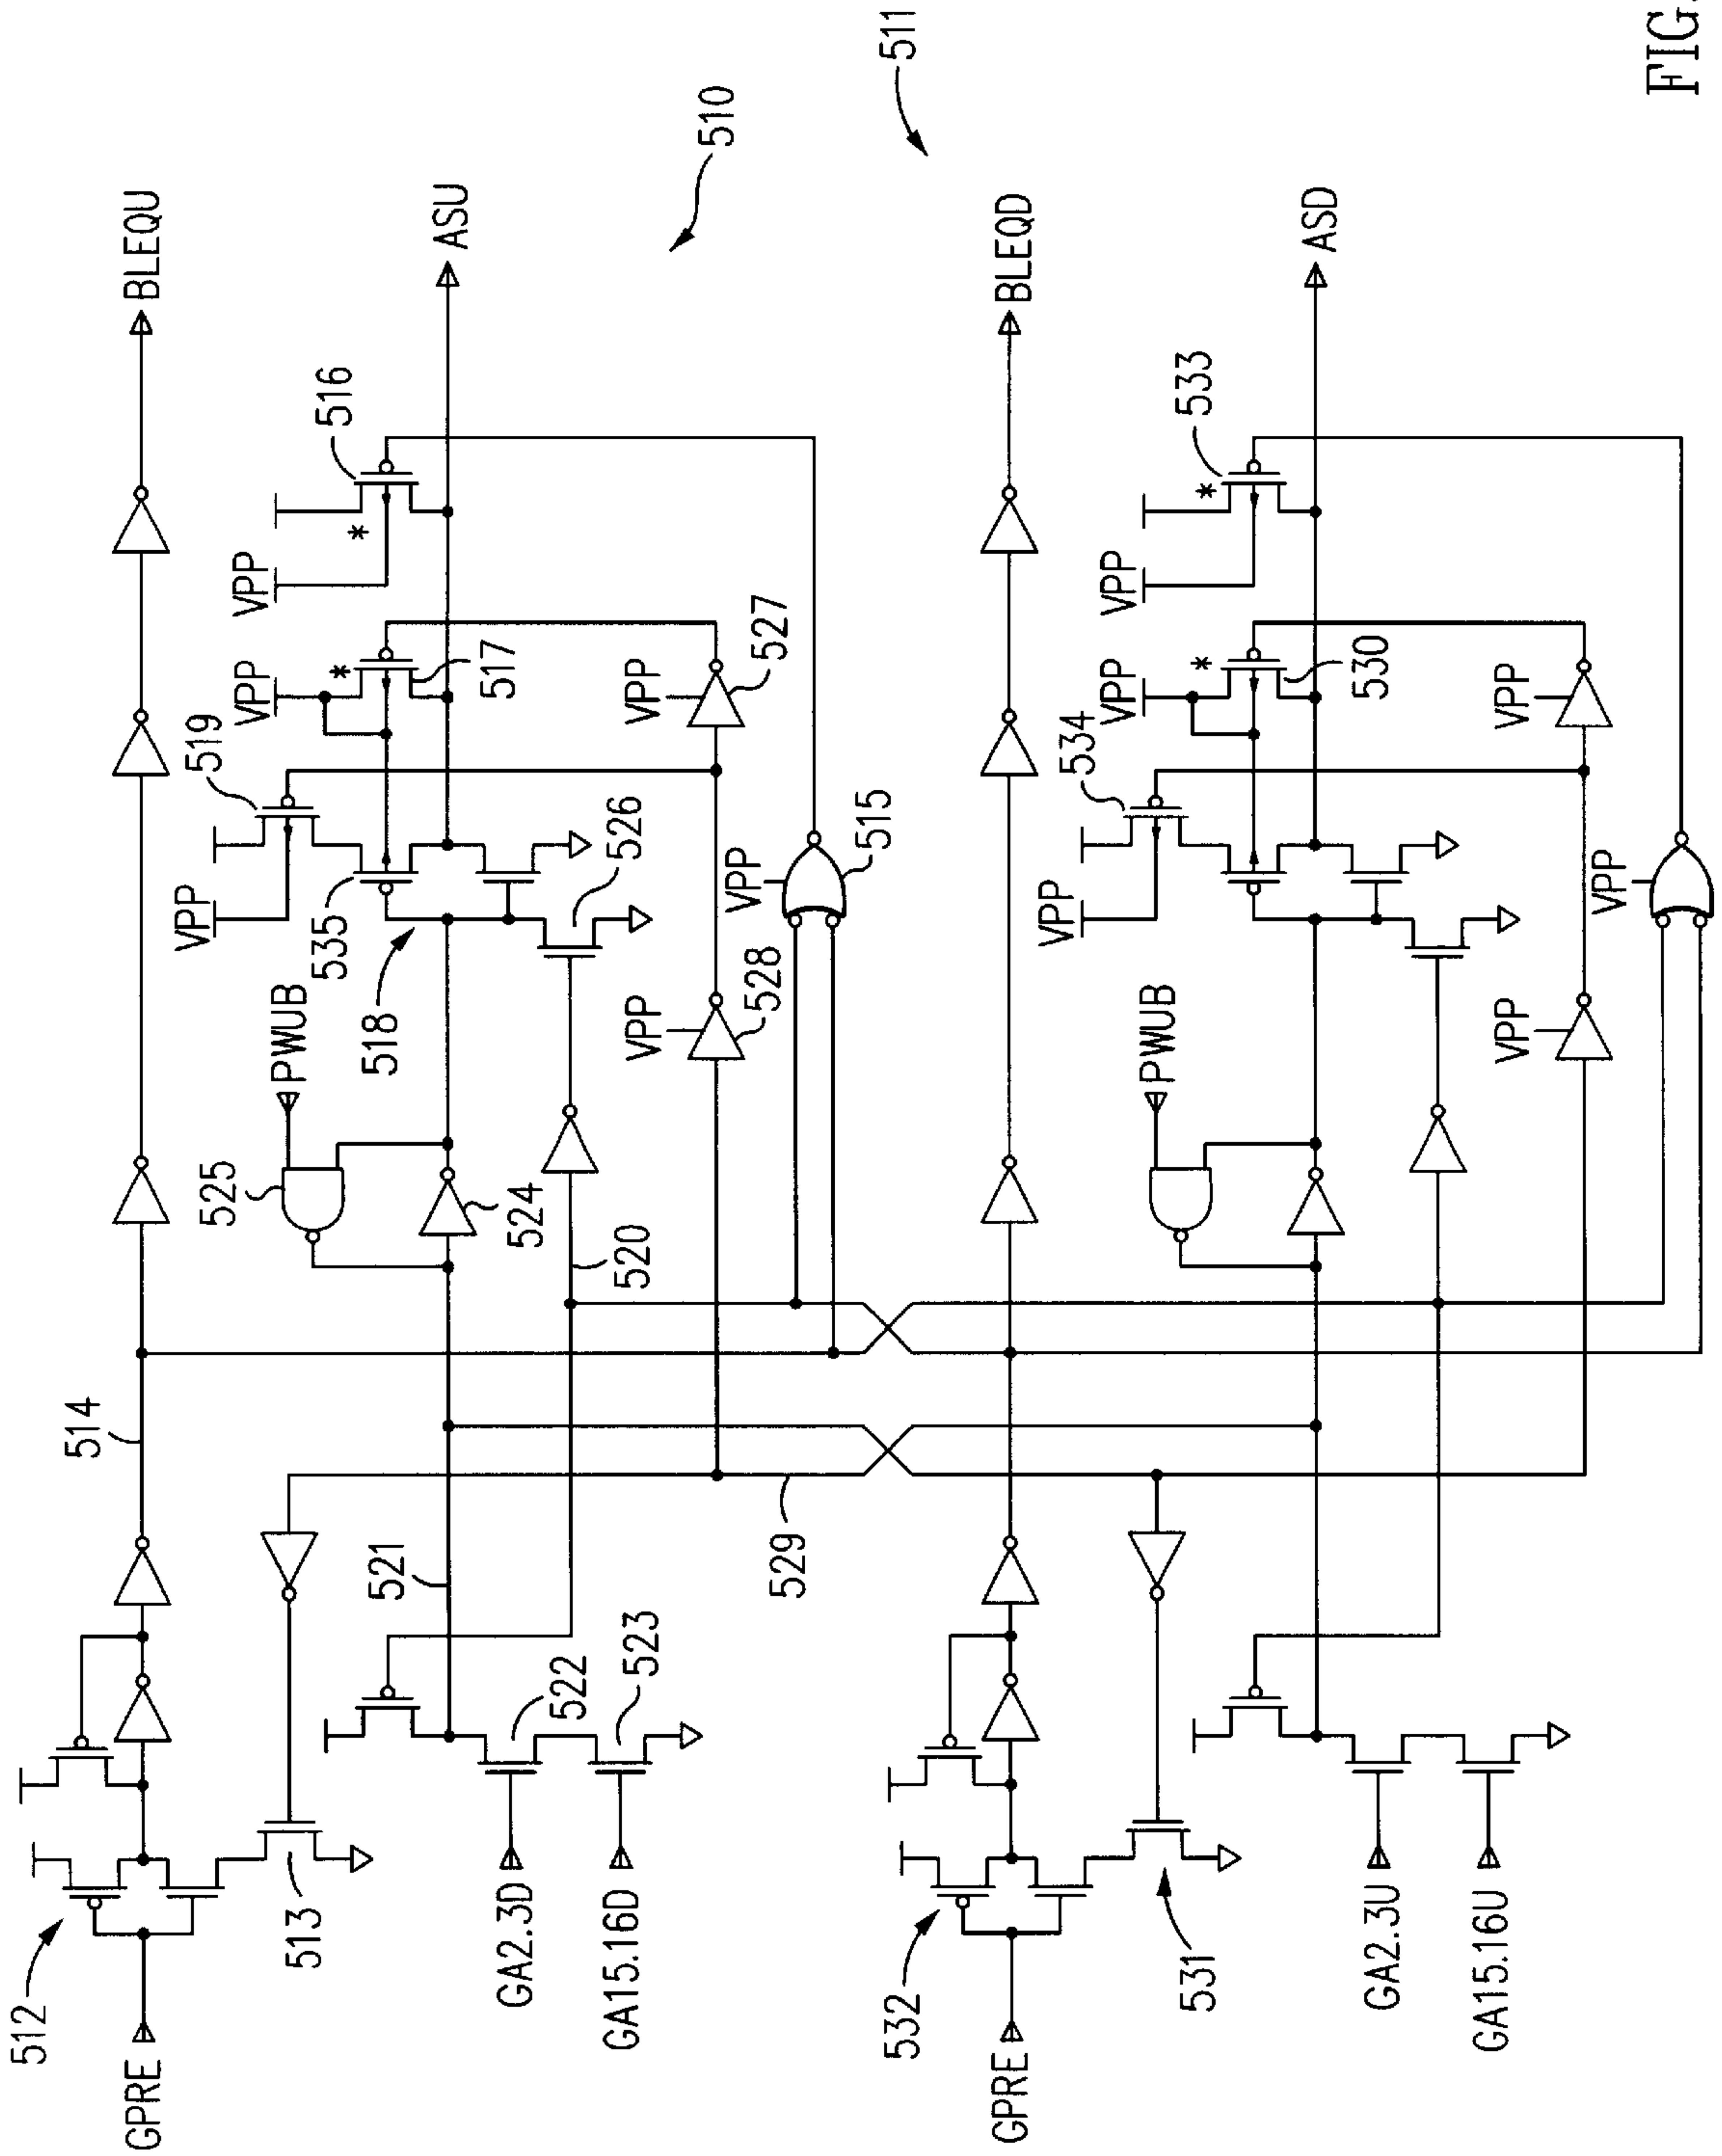 FIG.
511
510
BLEQU
ASU
BLEQD
ASD
516
533
VPP
VPP
527
517
530
VPP
VPP
VPP
VPP
519
534
526
515
VPP
VPP
535
VPP
VPP
528
518
PWUB
PWUB
VPP
VPP
525
524
520
514
529
521
523
522
513
512
531
532
GA2.3D
GA15.16D
GA2.3U
GA15.16U
GPRE
GPRE